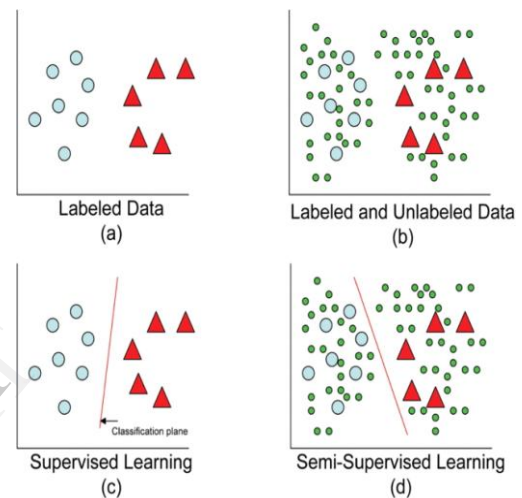 Labeled Data
(a)
Labeled and Unlabeled Data
(b)
Classification plane
Supervised Learning
(c)
Semi-Supervised Learning
(d)